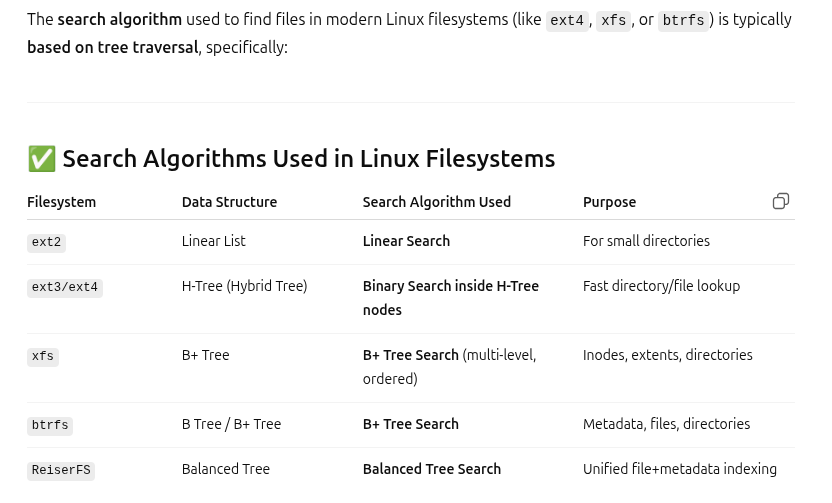 The search algorithm used to find files in modern Linux filesystems (like ext4, xfs, or btrfs) is typically
based on tree traversal, specifically:
✅ Search Algorithms Used in Linux Filesystems
Filesystem Data Structure Search Algorithm Used Purpose
ext2 Linear List Linear Search For small directories
ext3/ext4 H-Tree (Hybrid Tree) Binary Search inside H-Tree Fast directory/file lookup
nodes
xfs B+ Tree B+ Tree Search (multi-level, Inodes, extents, directories
ordered)
btrfs B Tree / B+ Tree B+ Tree Search Metadata, files, directories
ReiserFS Balanced Tree Balanced Tree Search Unified file+metadata indexing